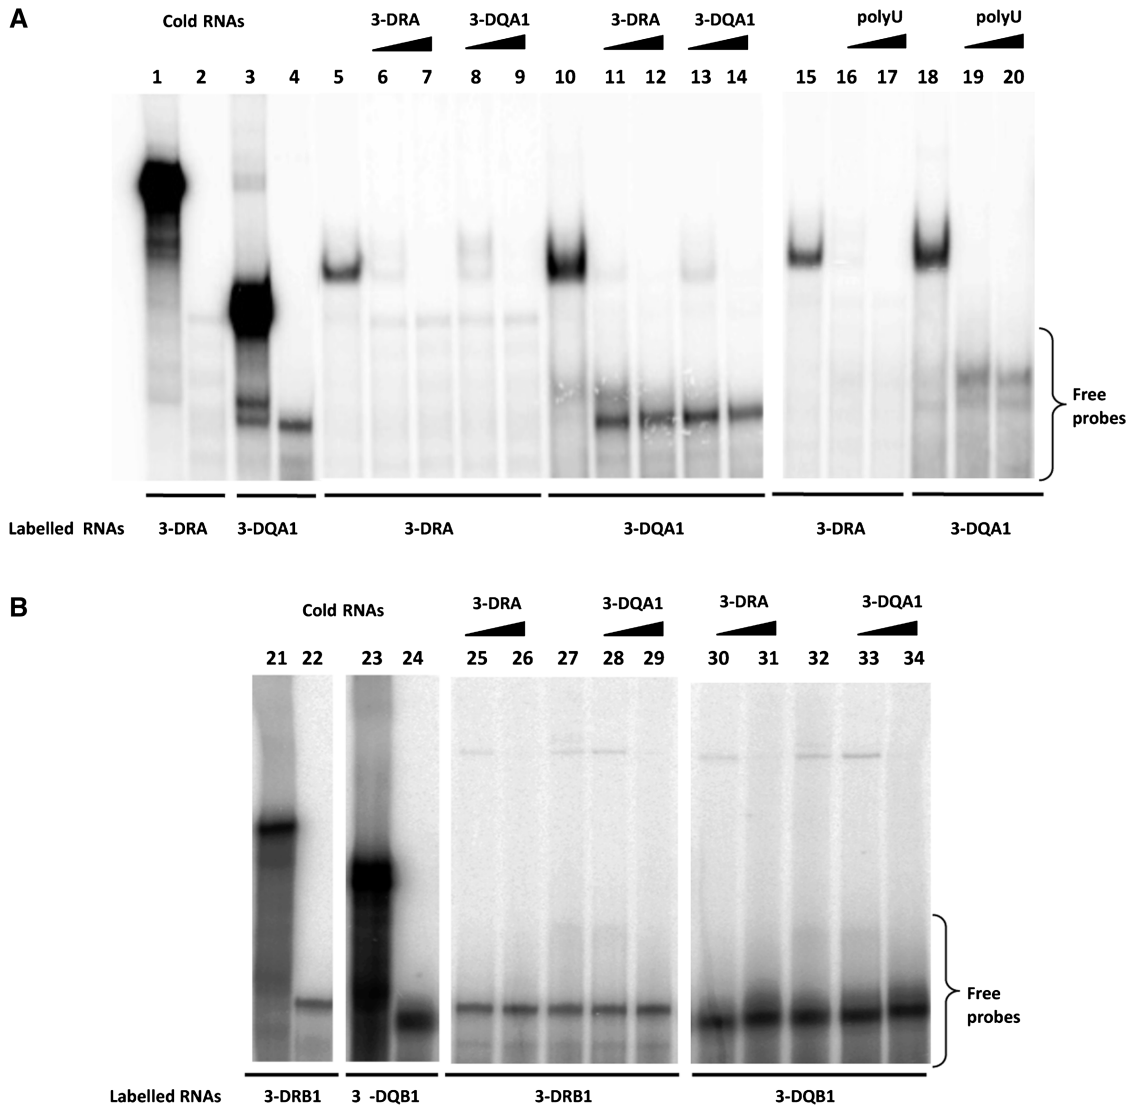 A
Cold RNAs 3-DRA 3-DQA1 3-DRA 3-DQA1 polyU polyU
1 2 3 4 5 6 7 8 9 10 11 12 13 14 15 16 17 18 19 20
Free
probes
Labelled RNAs 3-DRA 3-DQA1 3-DRA 3-DQA1 3-DRA 3-DQA1
B
Cold RNAs 3-DRA 3-DQA1 3-DRA 3-DQA1
21 22 23 24 25 26 27 28 29 30 31 32 33 34
Free
probes
Labelled RNAs 3-DRB1 3 -DQB1 3-DRB1 3-DQB1